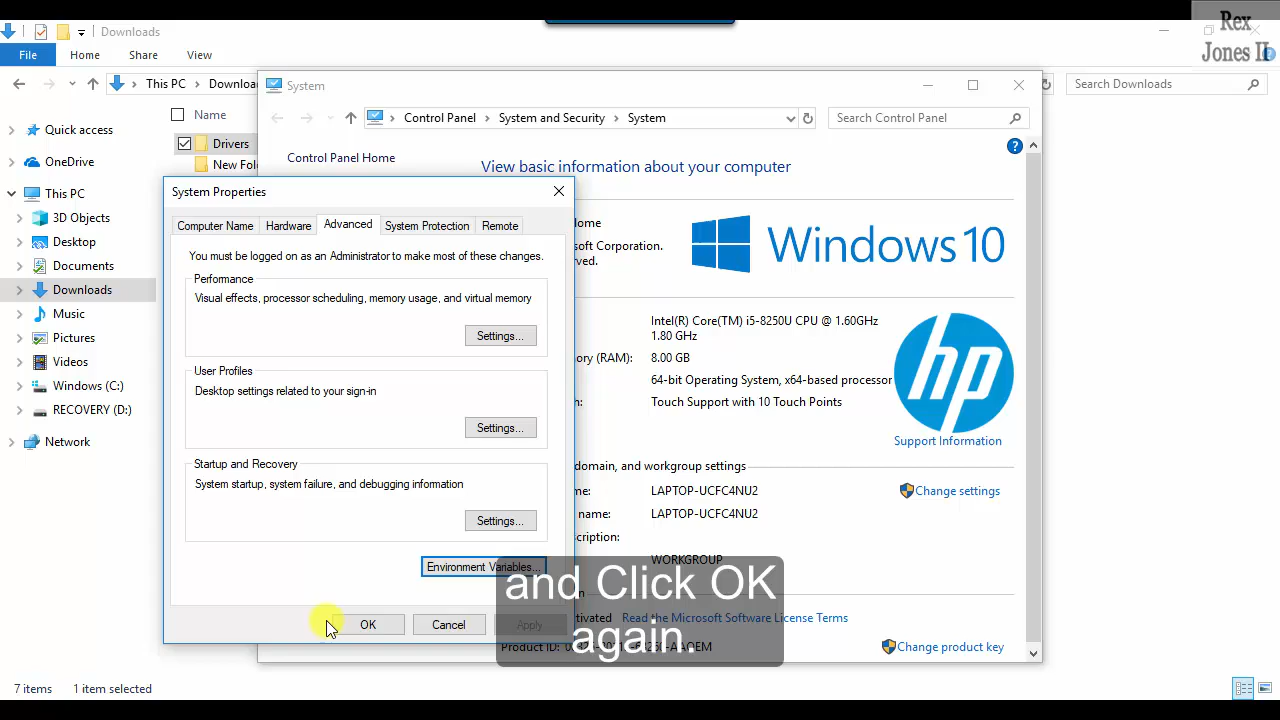 Downloads
Rex
Jones II
File
Home
Share
View
This PC
Search Downloads
System
Name
Control Panel
System and Security
System
Search Control Panel
Quick access
Drivers
Control Panel Home
View basic information about your computer
OneDrive
This PC
3D Objects
Desktop
Documents
Downloads
Music
Pictures
Videos
Windows (C:)
RECOVERY (D:)
Network
System Properties
Computer Name
Hardware
Advanced
System Protection
Remote
You must be logged on as an Administrator to make most of these changes.
Performance
Visual effects, processor scheduling, memory usage, and virtual memory
Settings...
User Profiles
Desktop settings related to your sign-in
Settings...
Startup and Recovery
System startup, system failure, and debugging information
Settings...
Environment Variables...
OK
Cancel
Apply
Windows 10
Intel(R) Core(TM) i5-8250U CPU @ 1.60GHz
1.80 GHz
(RAM):
8.00 GB
64-bit Operating System, x64-based processor
Touch Support with 10 Touch Points
hp
Support Information
domain, and workgroup settings
LAPTOP-UCFC4NU2
Change settings
name:
LAPTOP-UCFC4NU2
WORKGROUP
Read the Microsoft Software License Terms
Product ID:
Change product key
and Click OK
again.
7 items
1 item selected